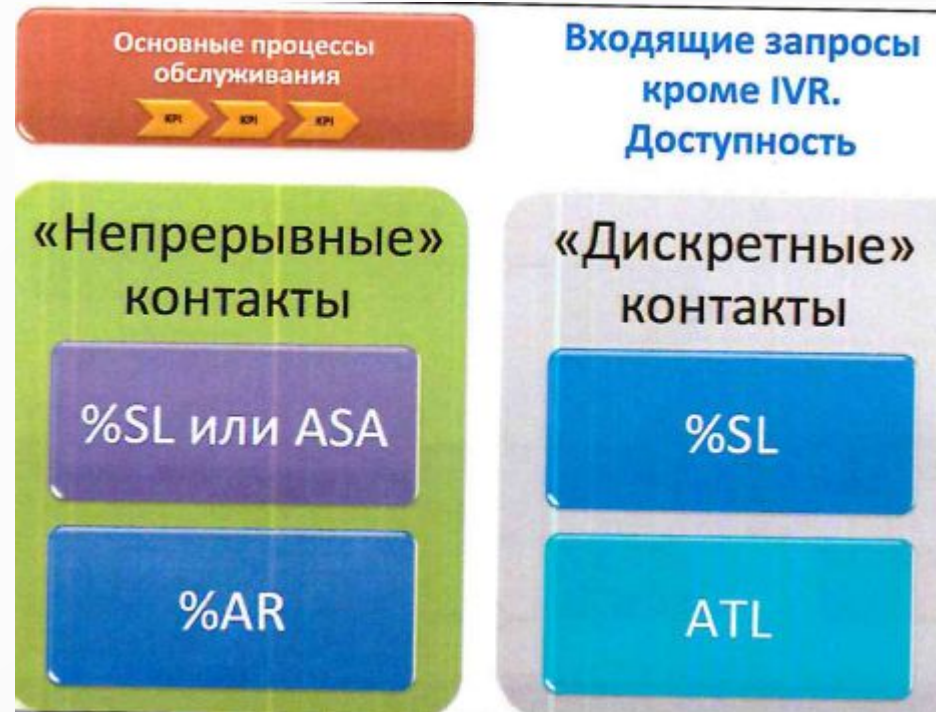 Основные процессы
обслуживания
KPI KPI KPI
Входящие запросы
кроме IVR.
Доступность
«Непрерывные»
контакты
%SL или ASA
%AR
«Дискретные»
контакты
%SL
ATL